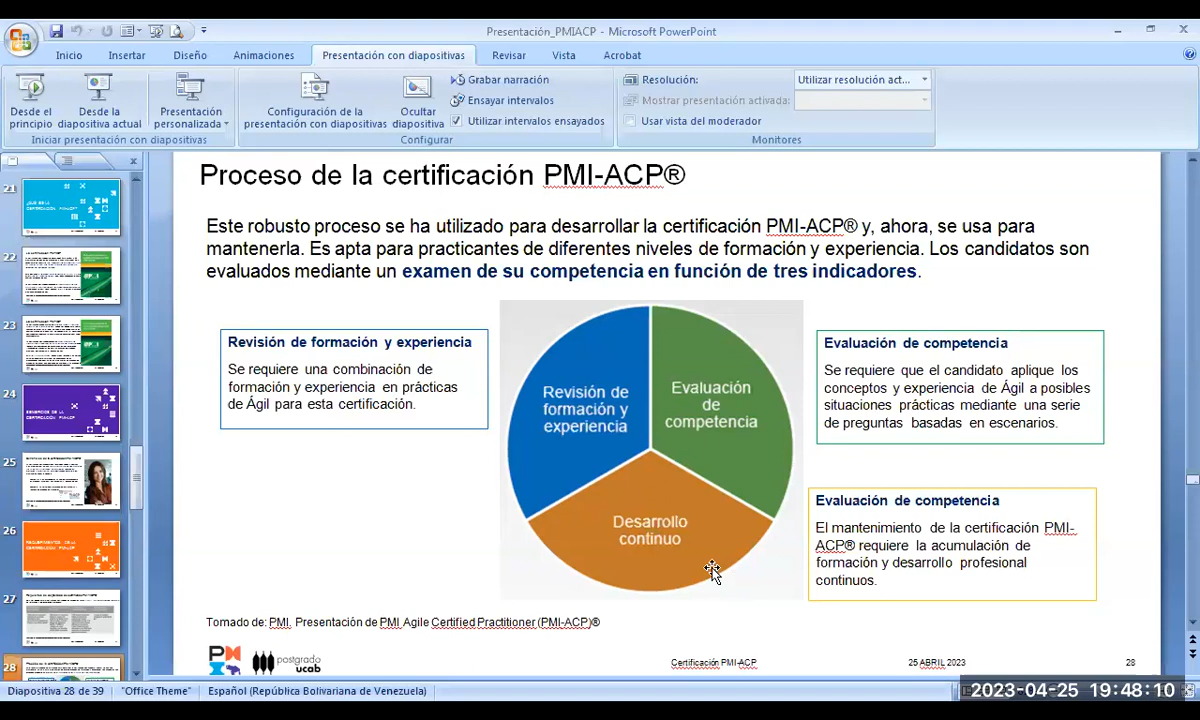 Presentación_PMIACP - Microsoft PowerPoint
Inicio Insertar Diseño Animaciones Presentación con diapositivas Revisar Vista Acrobat
Desde el principio
Desde la diapositiva actual
Presentación personalizada
Iniciar presentación con diapositivas
Configuración de la presentación con diapositivas
Ocultar diapositiva
Grabar narración
Ensayar intervalos
Utilizar intervalos ensayados
Configurar
Resolución: Utilizar resolución act...
Mostrar presentación activada:
Usar vista del moderador
Monitores
21
22
23
24
25
26
27
28
Proceso de la certificación PMI-ACP®
Este robusto proceso se ha utilizado para desarrollar la certificación PMI-ACP® y, ahora, se usa para
mantenerla. Es apta para practicantes de diferentes niveles de formación y experiencia. Los candidatos son
evaluados mediante un examen de su competencia en función de tres indicadores.
Revisión de formación y experiencia
Se requiere una combinación de
formación y experiencia en prácticas
de Ágil para esta certificación.
Revisión de
formación y
experiencia
Evaluación
de
competencia
Desarrollo
continuo
Evaluación de competencia
Se requiere que el candidato aplique los
conceptos y experiencia de Ágil a posibles
situaciones prácticas mediante una serie
de preguntas basadas en escenarios.
Evaluación de competencia
El mantenimiento de la certificación PMI-
ACP® requiere la acumulación de
formación y desarrollo profesional
continuos.
Tomado de: PMI. Presentación de PMI Agile Certified Practitioner (PMI-ACP)®
postgrado
ucab
Certificación PMI-ACP
25 ABRIL 2023
28
Diapositiva 28 de 39 "Office Theme" Español (República Bolivariana de Venezuela)
2023-04-25 19:48:10